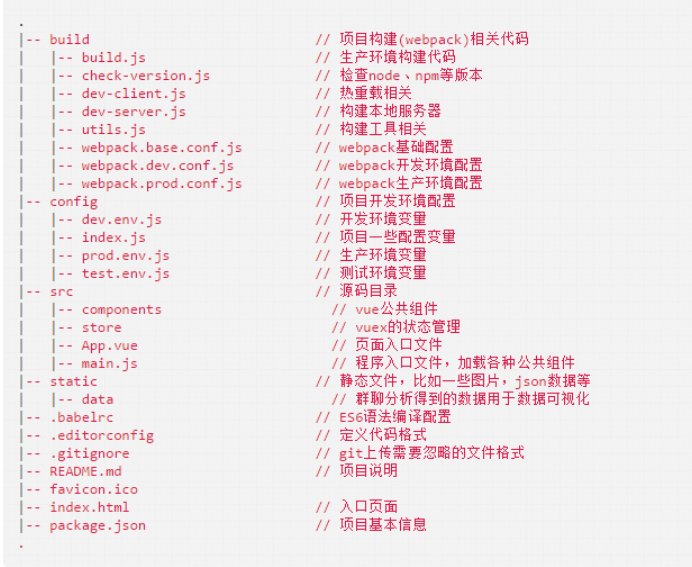 .
|-- build                            // 项目构建(webpack)相关代码
|   |-- build.js                     // 生产环境构建代码
|   |-- check-version.js             // 检查node、npm等版本
|   |-- dev-client.js                // 热重载相关
|   |-- dev-server.js                // 构建本地服务器
|   |-- utils.js                     // 构建工具相关
|   |-- webpack.base.conf.js         // webpack基础配置
|   |-- webpack.dev.conf.js          // webpack开发环境配置
|   |-- webpack.prod.conf.js         // webpack生产环境配置
|-- config                           // 项目开发环境配置
|   |-- dev.env.js                   // 开发环境变量
|   |-- index.js                     // 项目一些配置变量
|   |-- prod.env.js                  // 生产环境变量
|   |-- test.env.js                  // 测试环境变量
|-- src                              // 源码目录
|   |-- components                     // vue公共组件
|   |-- store                          // vuex的状态管理
|   |-- App.vue                        // 页面入口文件
|   |-- main.js                        // 程序入口文件，加载各种公共组件
|-- static                           // 静态文件，比如一些图片，json数据等
|   |-- data                           // 群聊分析得到的数据用于数据可视化
|-- .babelrc                         // ES6语法编译配置
|-- .editorconfig                    // 定义代码格式
|-- .gitignore                       // git上传需要忽略的文件格式
|-- README.md                        // 项目说明
|-- favicon.ico
|-- index.html                       // 入口页面
|-- package.json                     // 项目基本信息
.